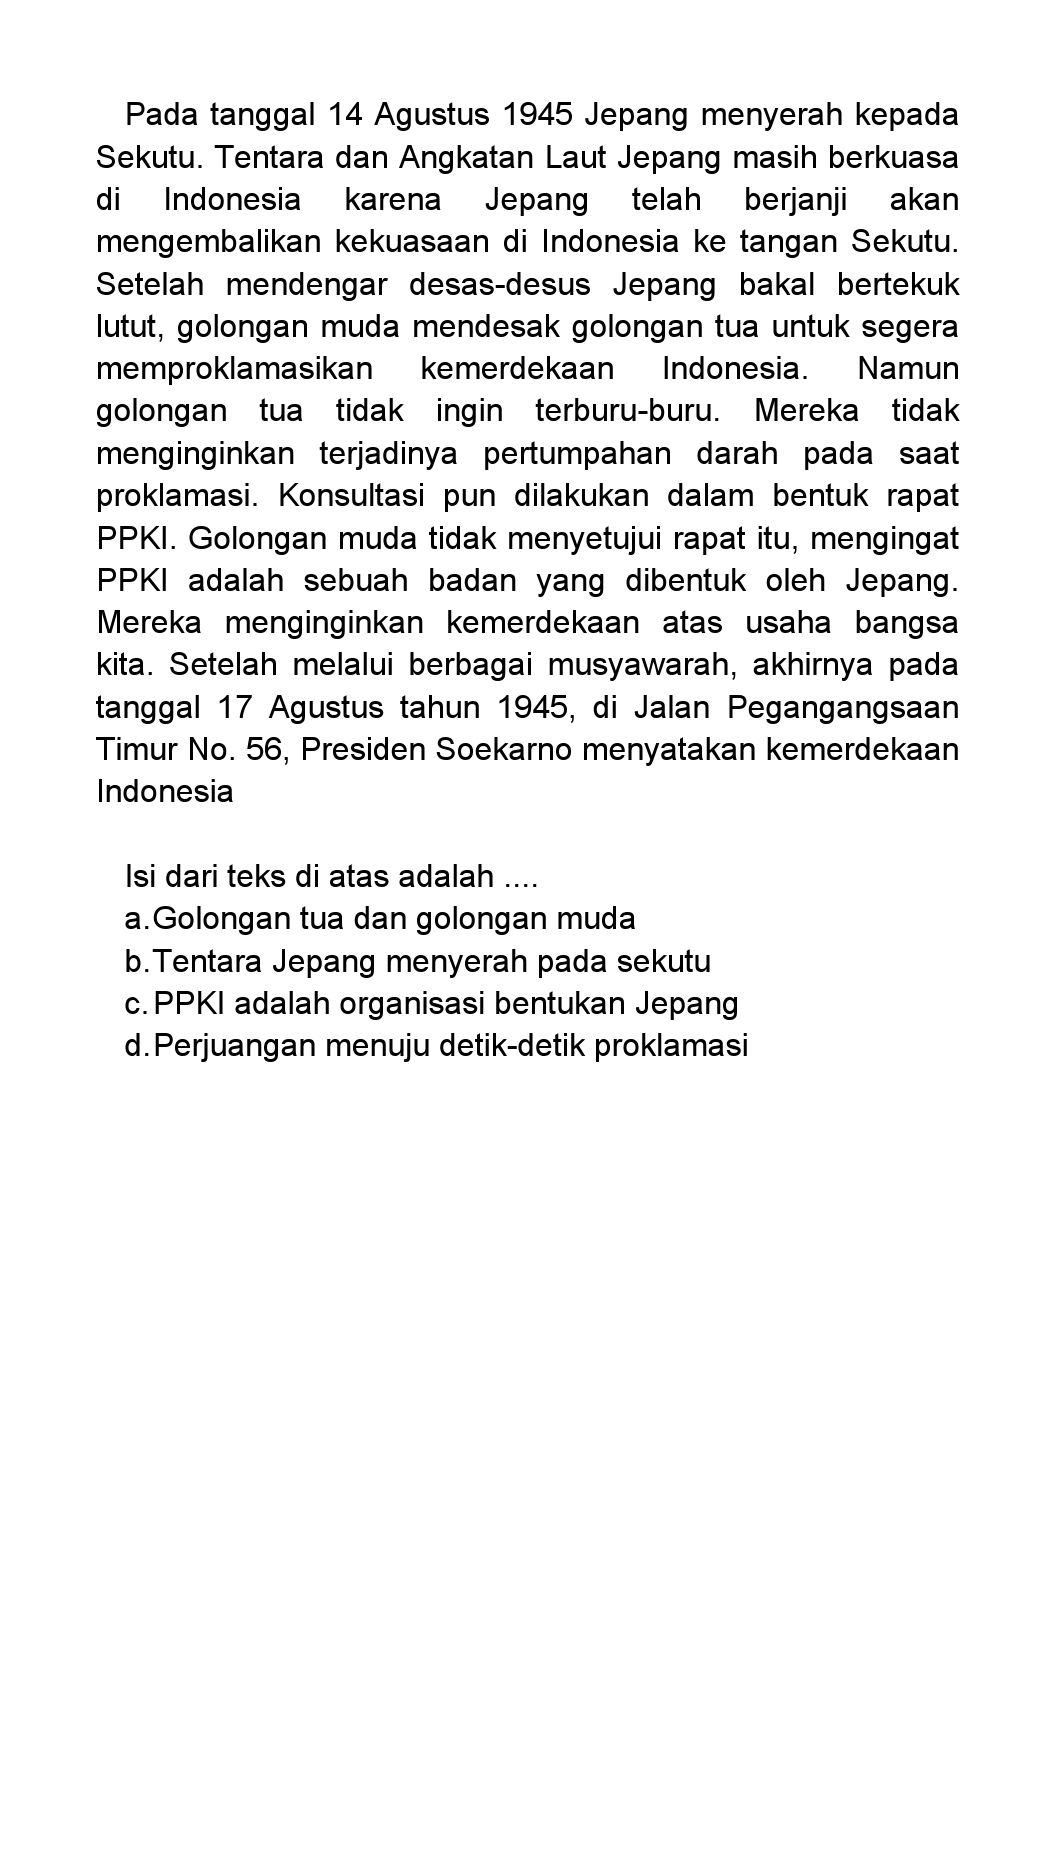 Pada tanggal 14 Agustus 1945 Jepang menyerah kepada
Sekutu. Tentara dan Angkatan Laut Jepang masih berkuasa
di Indonesia karena Jepang telah berjanji akan
mengembalikan kekuasaan di Indonesia ke tangan Sekutu.
Setelah mendengar desas-desus Jepang bakal bertekuk
lutut, golongan muda mendesak golongan tua untuk segera
memproklamasikan kemerdekaan Indonesia. Namun
golongan tua tidak ingin terburu-buru. Mereka tidak
menginginkan terjadinya pertumpahan darah pada saat
proklamasi. Konsultasi pun dilakukan dalam bentuk rapat
PPKI. Golongan muda tidak menyetujui rapat itu, mengingat
PPKI adalah sebuah badan yang dibentuk oleh Jepang.
Mereka menginginkan kemerdekaan atas usaha bangsa
kita. Setelah melalui berbagai musyawarah, akhirnya pada
tanggal 17 Agustus tahun 1945, di Jalan Pegangangsaan
Timur No. 56, Presiden Soekarno menyatakan kemerdekaan
Indonesia
Isi dari teks di atas adalah ....
a.Golongan tua dan golongan muda
b.Tentara Jepang menyerah pada sekutu
c.PPKI adalah organisasi bentukan Jepang
d.Perjuangan menuju detik-detik proklamasi